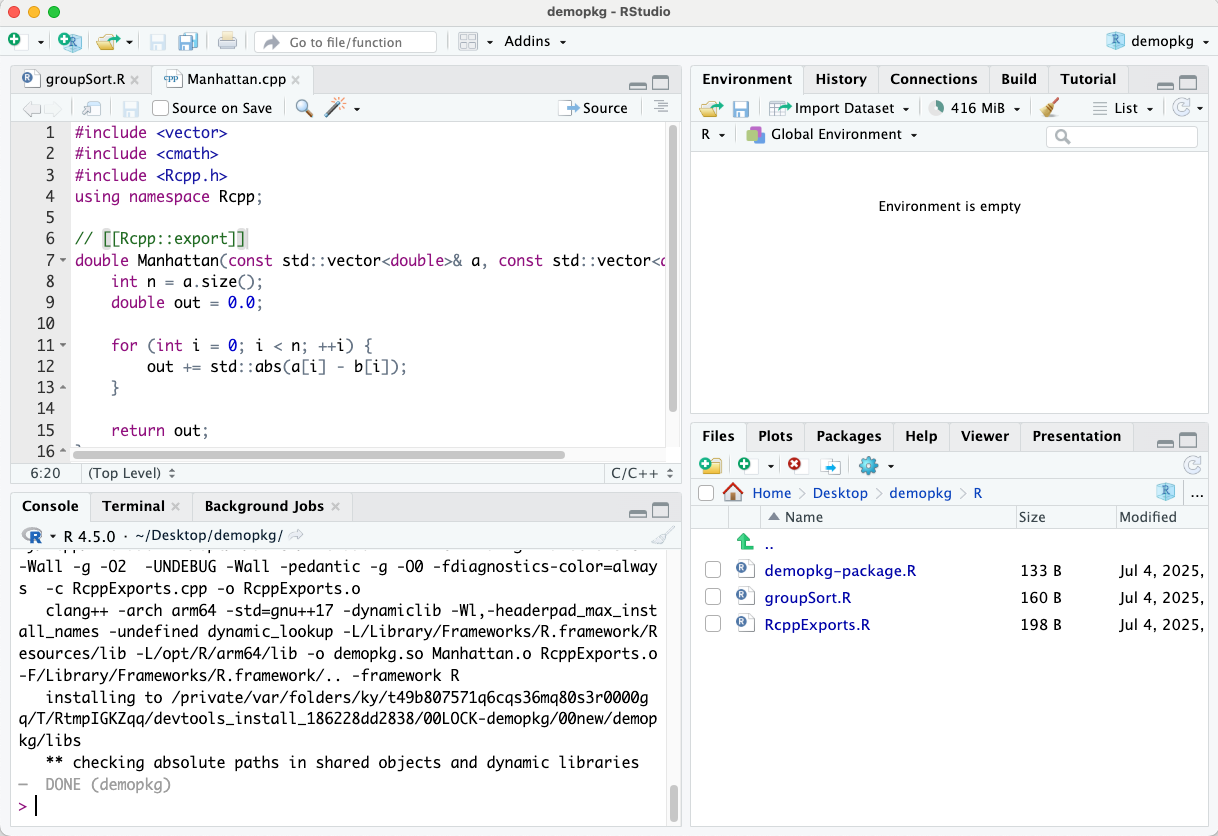 demopkg - RStudio
Go to file/function
Addins
demopkg
groupSort.R
Manhattan.cpp
Source on Save
Source
1 #include <vector>
2 #include <cmath>
3 #include <Rcpp.h>
4 using namespace Rcpp;
5
6 // [[Rcpp::export]]
7 double Manhattan(const std::vector<double>& a, const std::vector<
8 int n = a.size();
9 double out = 0.0;
10
11 for (int i = 0; i < n; ++i) {
12 out += std::abs(a[i] - b[i]);
13 }
14
15 return out;
16
6:20
(Top Level)
C/C++
Console
Terminal
Background Jobs
R 4.5.0 · ~/Desktop/demopkg/
-Wall -g -O2 -UNDEBUG -Wall -pedantic -g -O0 -fdiagnostics-color=alway
s -c RcppExports.cpp -o RcppExports.o
clang++ -arch arm64 -std=gnu++17 -dynamiclib -Wl,-headerpad_max_inst
all_names -undefined dynamic_lookup -L/Library/Frameworks/R.framework/R
esources/lib -L/opt/R/arm64/lib -o demopkg.so Manhattan.o RcppExports.o
-F/Library/Frameworks/R.framework/.. -framework R
installing to /private/var/folders/ky/t49b807571q6cqs36mq80s3r0000g
q/T/RtmpIGKZqq/devtools_install_186228dd2838/00LOCK-demopkg/00new/demop
kg/libs
** checking absolute paths in shared objects and dynamic libraries
─ DONE (demopkg)
>
Environment
History
Connections
Build
Tutorial
Import Dataset
416 MiB
List
R
Global Environment
Environment is empty
Files
Plots
Packages
Help
Viewer
Presentation
Home
Desktop
demopkg
R
...
Name
Size
Modified
..
demopkg-package.R 133 B Jul 4, 2025,
groupSort.R 160 B Jul 4, 2025,
RcppExports.R 198 B Jul 4, 2025,